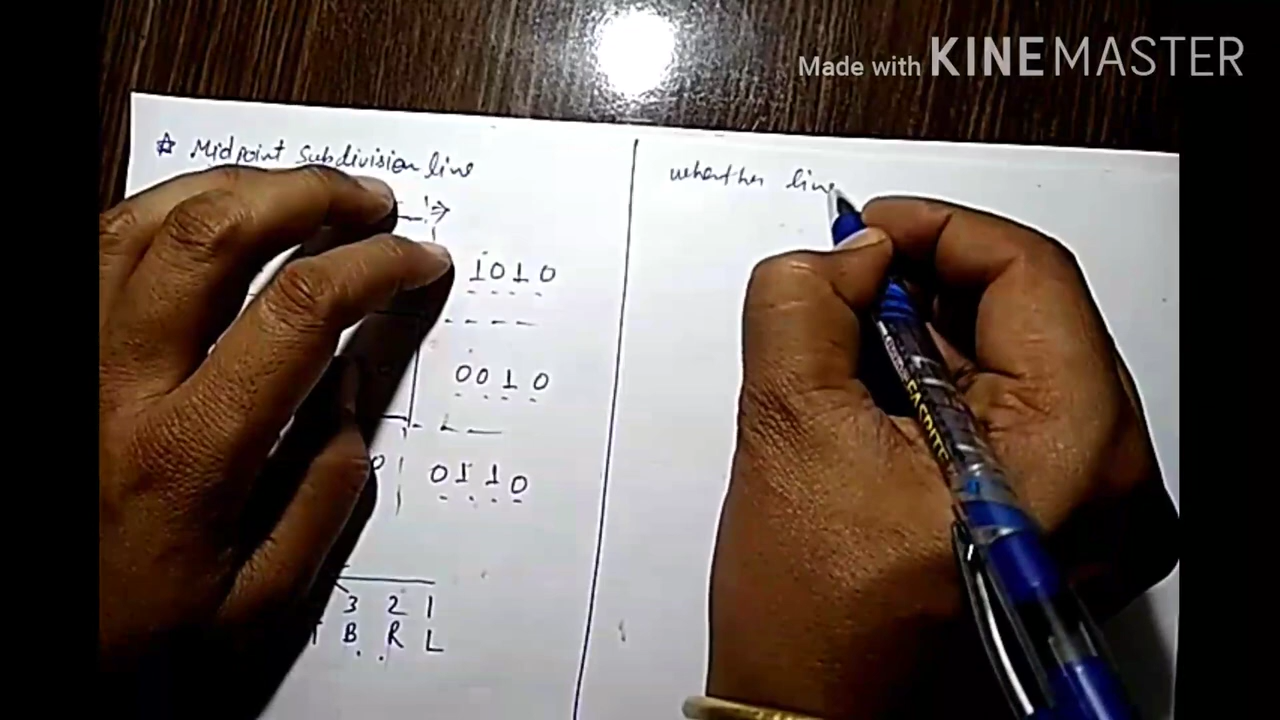 Made with KINEMASTER
☆ Midpoint Subdivision line
1010
0010
0110
3 2 1
T B R L
whether line